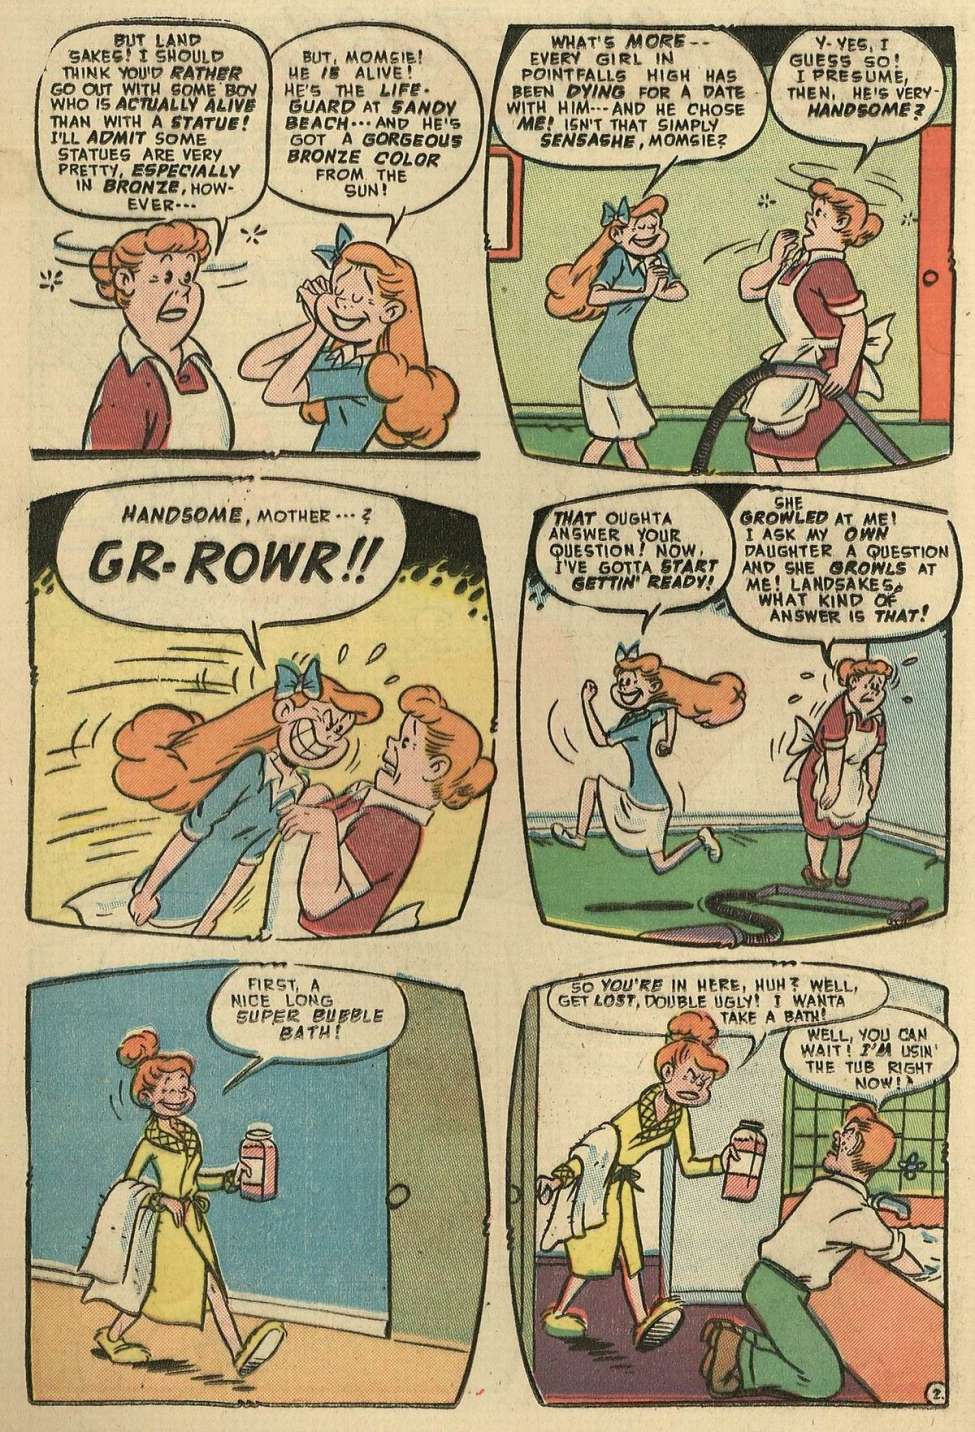 BUT LAND
SAKES! I SHOULD
THINK YOU'D RATHER
GO OUT WITH SOME BOY
WHO IS ACTUALLY ALIVE
THAN WITH A STATUE!
I'LL ADMIT SOME
STATUES ARE VERY
PRETTY, ESPECIALLY
IN BRONZE, HOW-
EVER---
BUT, MOMSIE!
HE IS ALIVE!
HE'S THE LIFE-
GUARD AT SANDY
BEACH--- AND HE'S
GOT A GORGEOUS
BRONZE COLOR
FROM THE
SUN!
WHAT'S MORE--
EVERY GIRL IN
POINTFALLS HIGH HAS
BEEN DYING FOR A DATE
WITH HIM--- AND HE CHOSE
ME! ISN'T THAT SIMPLY
SENSASHE, MOMSIE?
Y-YES, I
GUESS SO!
I PRESUME,
THEN, HE'S VERY-
HANDSOME?
HANDSOME, MOTHER---?
GR-ROWR!!
THAT OUGHTA
ANSWER YOUR
QUESTION! NOW,
I'VE GOTTA START
GETTIN' READY!
SHE
GROWLED AT ME!
I ASK MY OWN
DAUGHTER A QUESTION
AND SHE GROWLS AT
ME! LANDSAKES,
WHAT KIND OF
ANSWER IS THAT!
FIRST, A
NICE LONG
SUPER BUBBLE
BATH!
SO YOU'RE IN HERE, HUH? WELL,
GET LOST, DOUBLE UGLY! I WANTA
TAKE A BATH!
WELL, YOU CAN
WAIT! I'M USIN'
THE TUB RIGHT
NOW!
2.